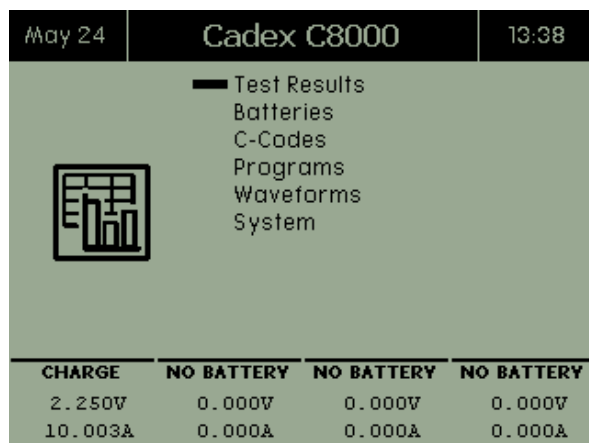 May 24 Cadex C8000 13:38
Test Results
Batteries
C-Codes
Programs
Waveforms
System
CHARGE NO BATTERY NO BATTERY NO BATTERY
2.250V 0.000V 0.000V 0.000V
10.003A 0.000A 0.000A 0.000A